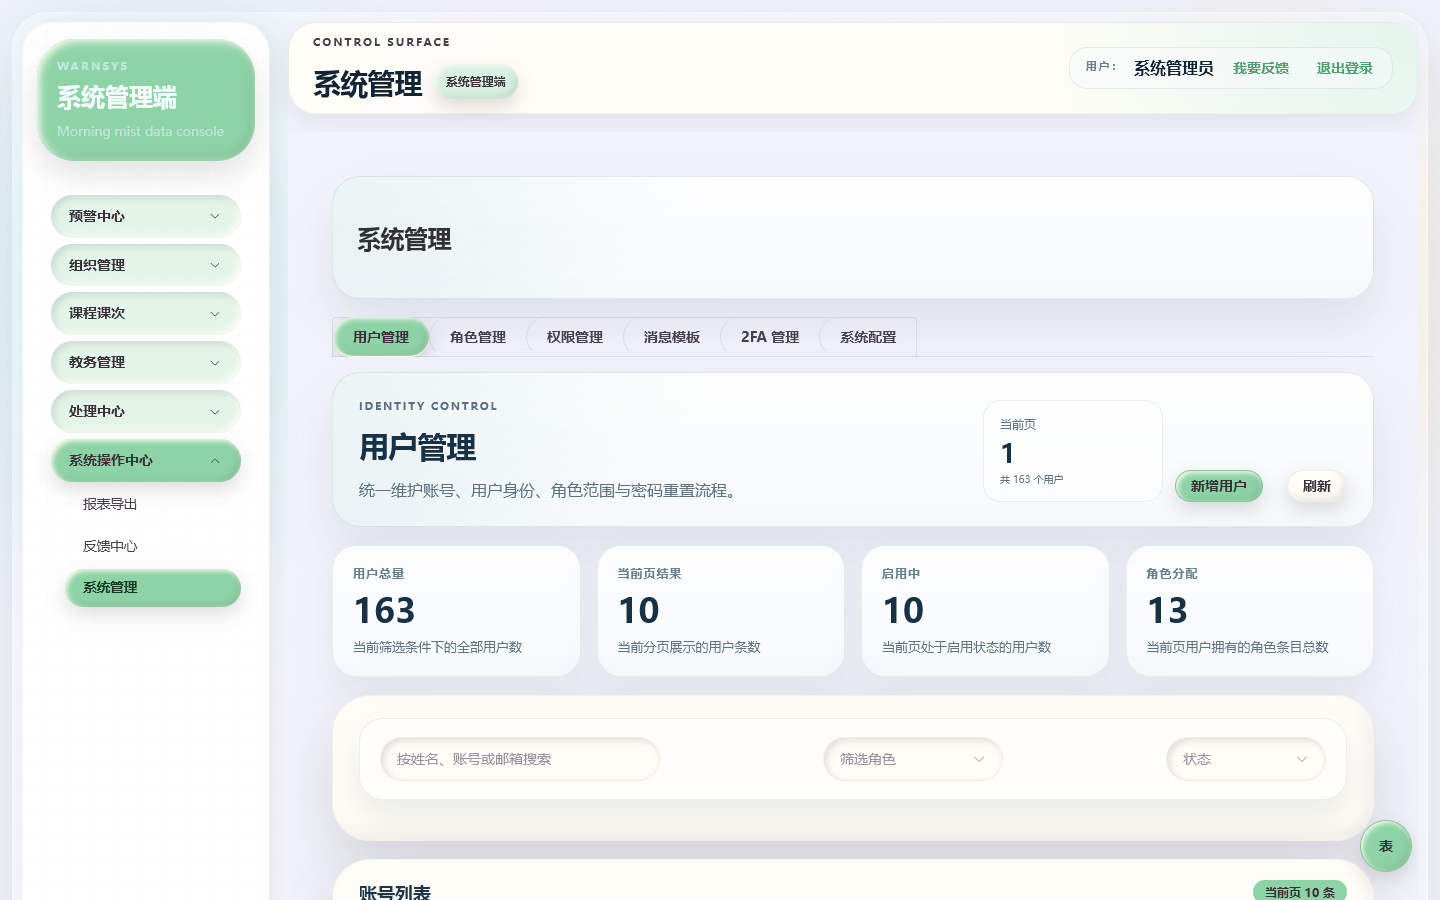 WARNSYS
系统管理端
Morning mist data console
预警中心
组织管理
课程课次
教务管理
处理中心
系统操作中心
报表导出
反馈中心
系统管理
CONTROL SURFACE
系统管理
系统管理端
用户：
系统管理员
我要反馈
退出登录
系统管理
用户管理
角色管理
权限管理
消息模板
2FA 管理
系统配置
IDENTITY CONTROL
用户管理
统一维护账号、用户身份、角色范围与密码重置流程。
当前页
1
共 163 个用户
新增用户
刷新
用户总量
163
当前筛选条件下的全部用户数
当前页结果
10
当前分页展示的用户条数
启用中
10
当前页处于启用状态的用户数
角色分配
13
当前页用户拥有的角色条目总数
按姓名、账号或邮箱搜索
筛选角色
状态
表
账号列表
当前页 10 条